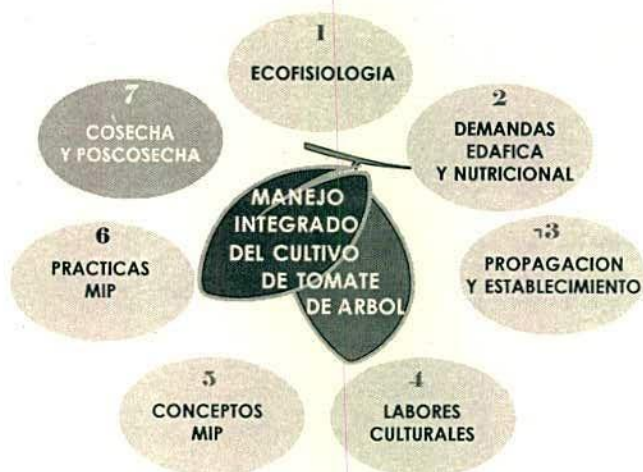 1
ECOFISIOLOGIA
2
DEMANDAS
EDAFICA
Y NUTRICIONAL
3
PROPAGACION
Y ESTABLECIMIENTO
4
LABORES
CULTURALES
5
CONCEPTOS
MIP
6
PRACTICAS
MIP
7
COSECHA
Y POSCOSECHA
MANEJO
INTEGRADO
DEL CULTIVO
DE TOMATE
DE ARBOL